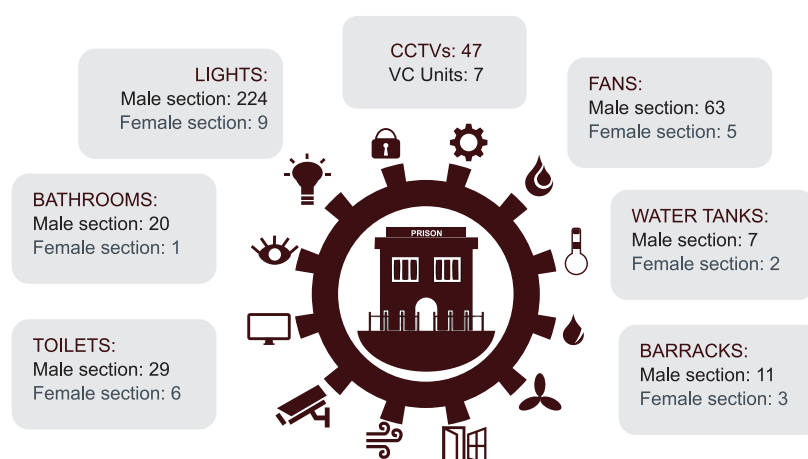 CCTVs: 47
VC Units: 7
LIGHTS:
Male section: 224
Female section: 9
FANS:
Male section: 63
Female section: 5
BATHROOMS:
Male section: 20
Female section: 1
WATER TANKS:
Male section: 7
Female section: 2
PRISON
TOILETS:
Male section: 29
Female section: 6
BARRACKS:
Male section: 11
Female section: 3